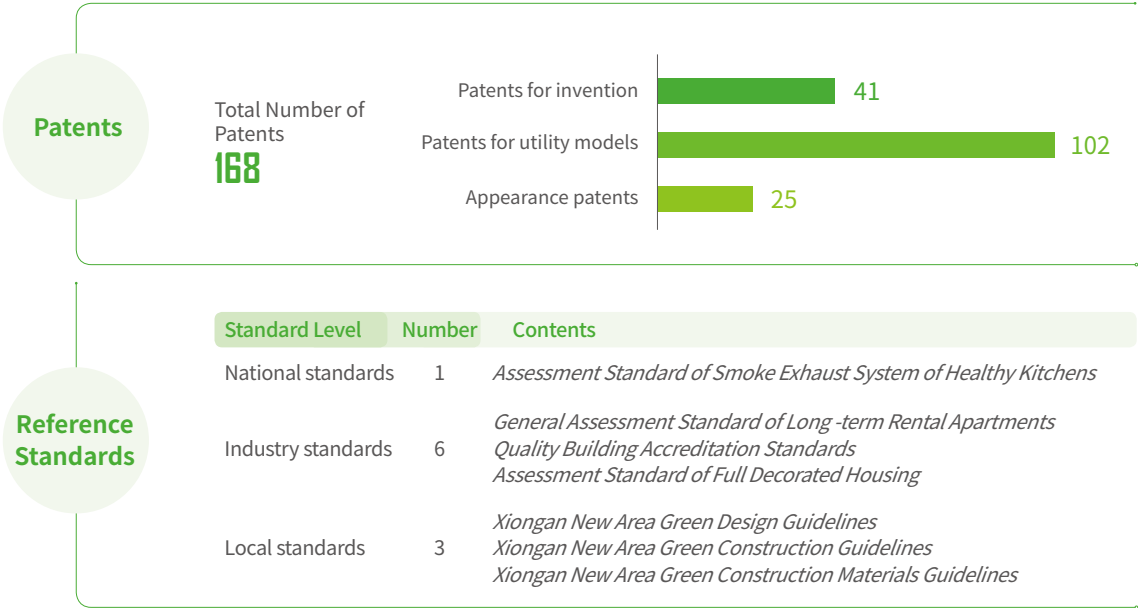 Patents
Total Number of
Patents
168
Patents for invention 41
Patents for utility models 102
Appearance patents 25
Reference
Standards
Standard Level Number Contents
National standards 1 Assessment Standard of Smoke Exhaust System of Healthy Kitchens
General Assessment Standard of Long -term Rental Apartments
Industry standards 6 Quality Building Accreditation Standards
Assessment Standard of Full Decorated Housing
Xiongan New Area Green Design Guidelines
Local standards 3 Xiongan New Area Green Construction Guidelines
Xiongan New Area Green Construction Materials Guidelines